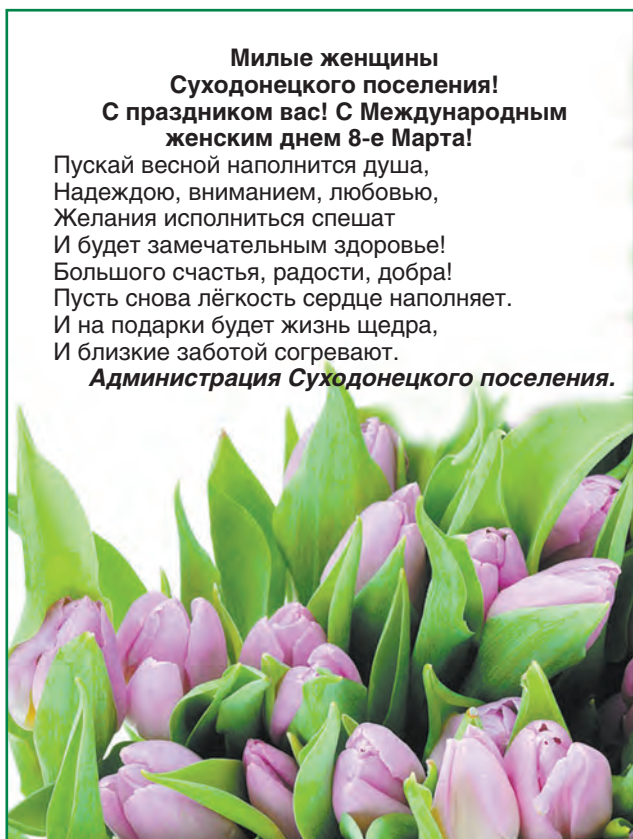 Милые женщины
Суходонецкого поселения!
С праздником вас! С Международным
женским днем 8-е Марта!
Пускай весной наполнится душа,
Надеждою, вниманием, любовью,
Желания исполниться спешат
И будет замечательным здоровье!
Большого счастья, радости, добра!
Пусть снова лёгкость сердце наполняет.
И на подарки будет жизнь щедра,
И близкие заботой согревают.
Администрация Суходонецкого поселения.